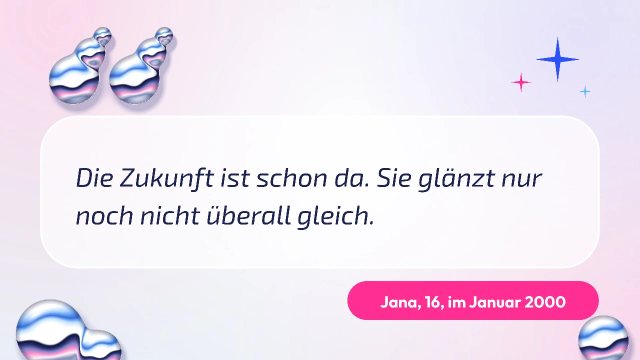 Die Zukunft ist schon da. Sie glänzt nur
noch nicht überall gleich.
Jana, 16, im Januar 2000